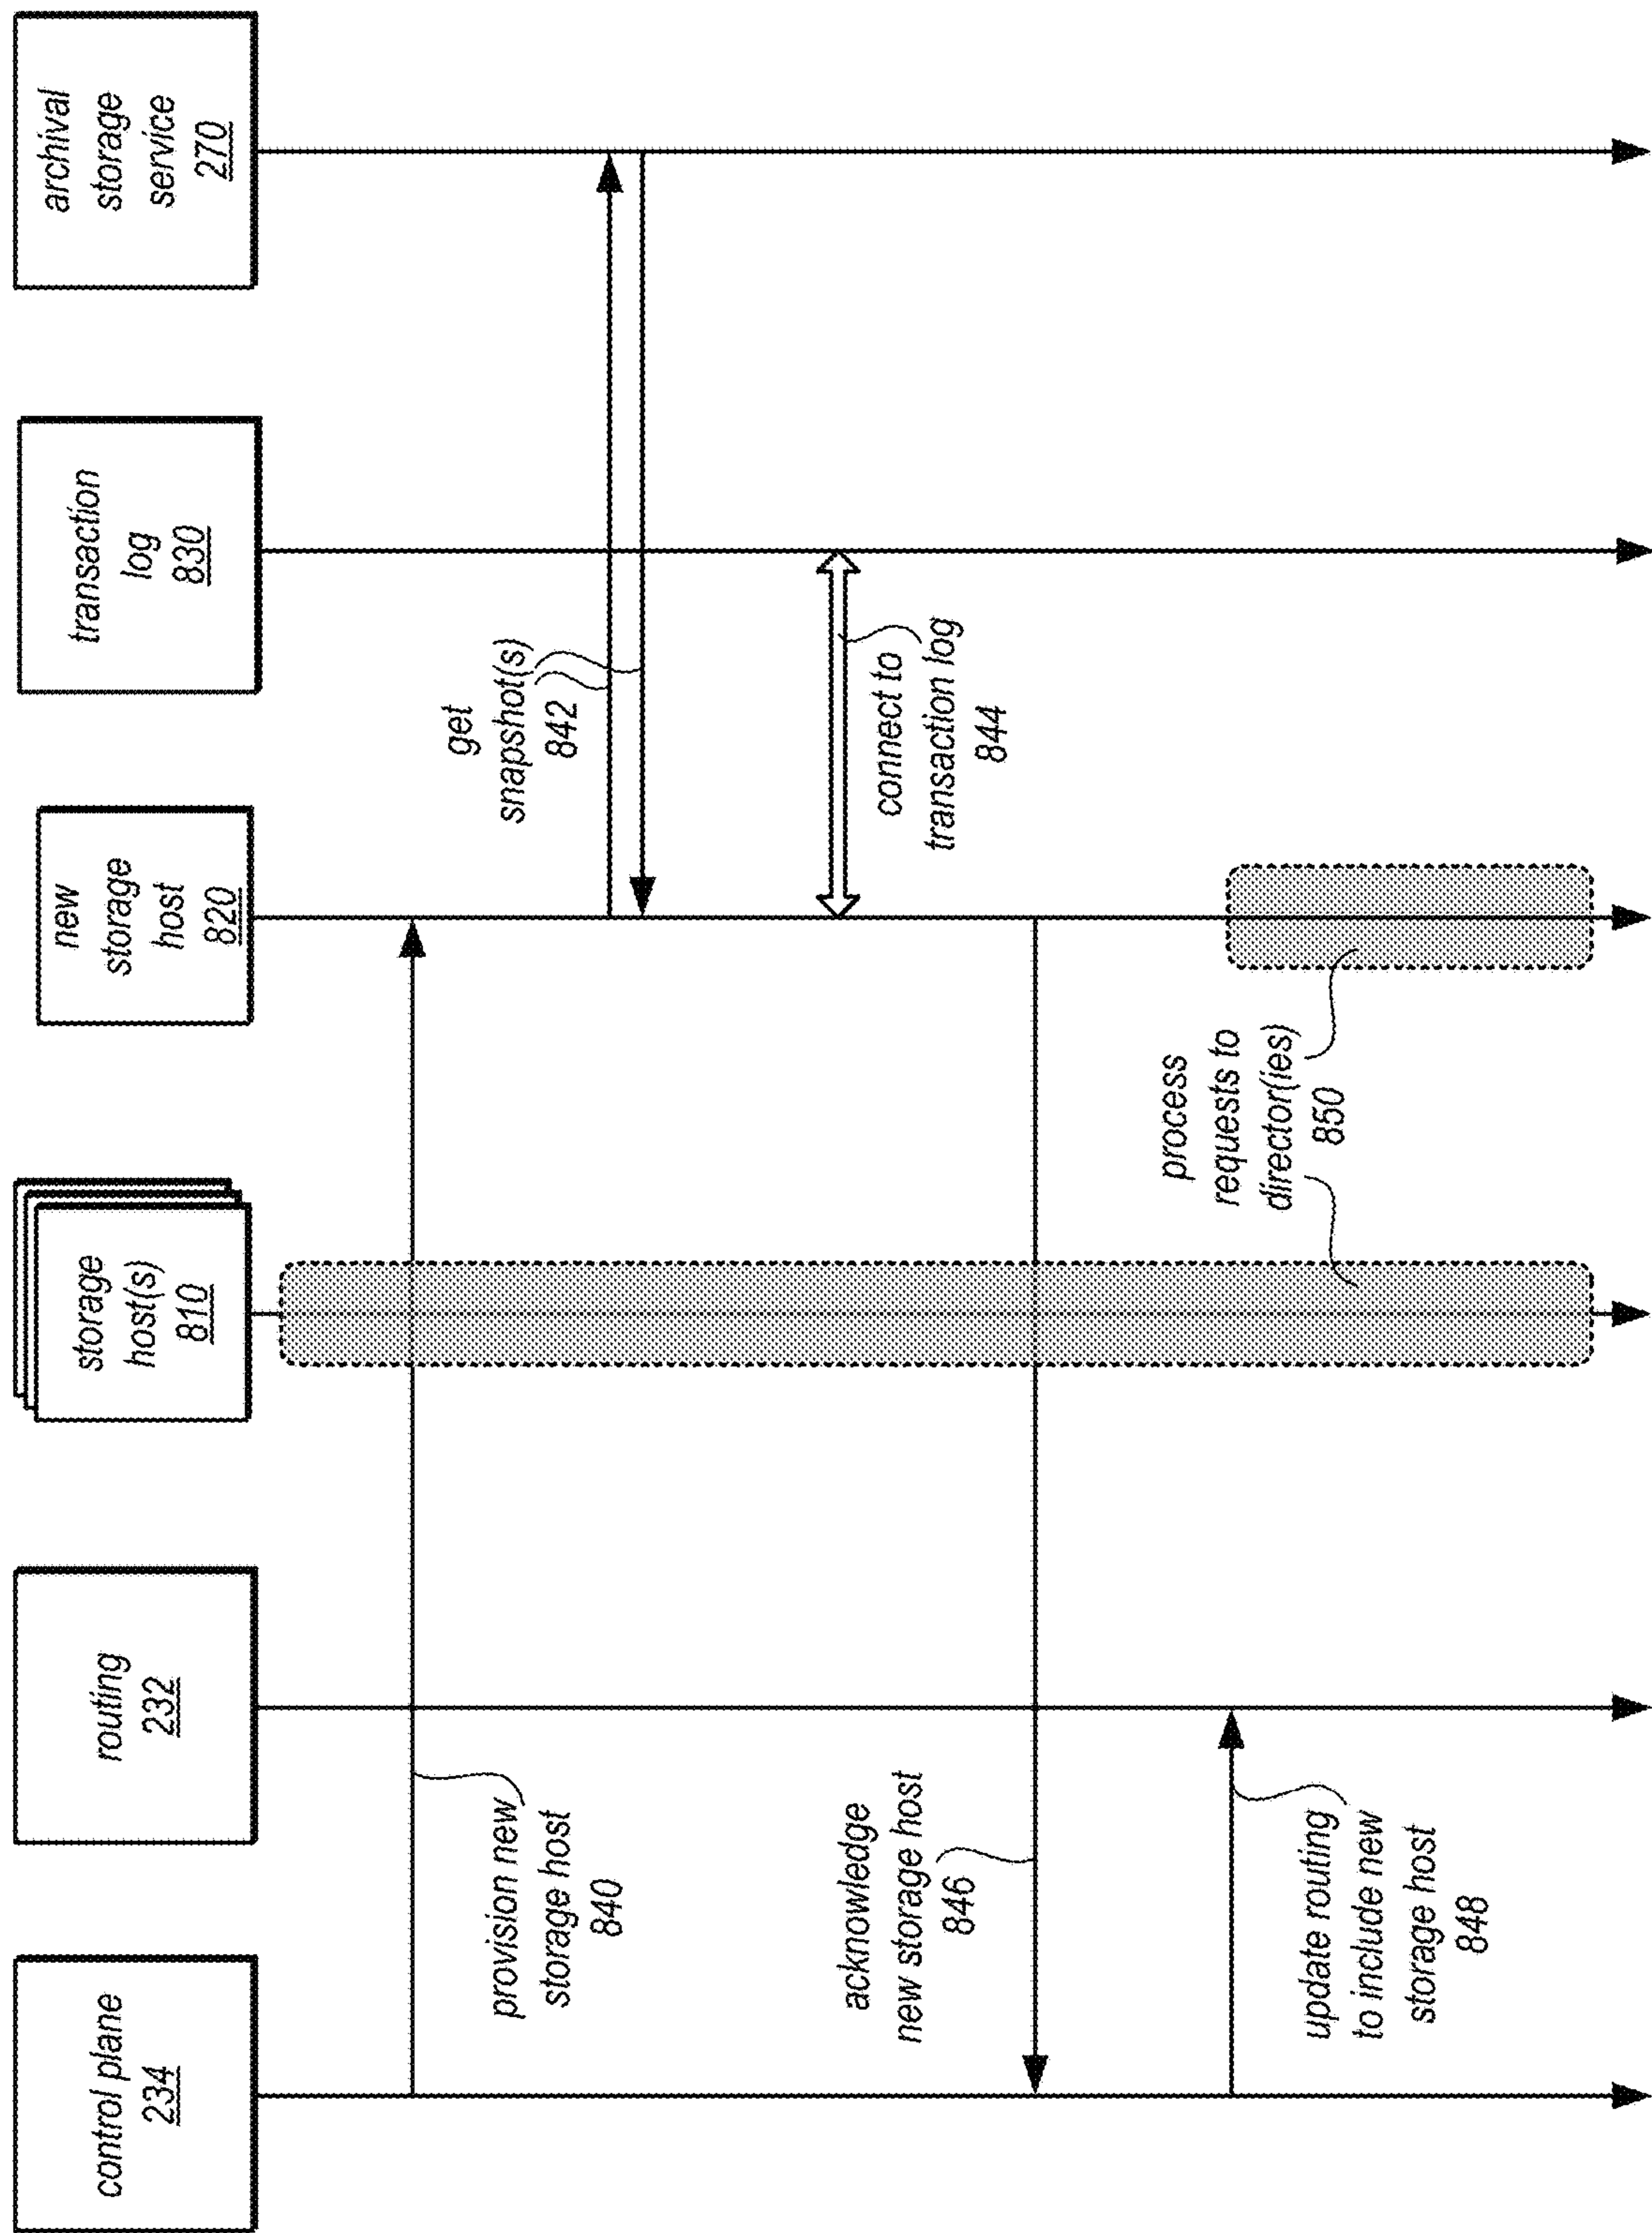 control plane
234
routing
232
storage
host(s)
810
new
storage
host
820
transaction
log
830
archival
storage
service
270
provision new
storage host
840
get
snapshot(s)
842
connect to
transaction log
844
acknowledge
new storage host
846
update routing
to include new
storage host
848
process
requests to
director(ies)
850